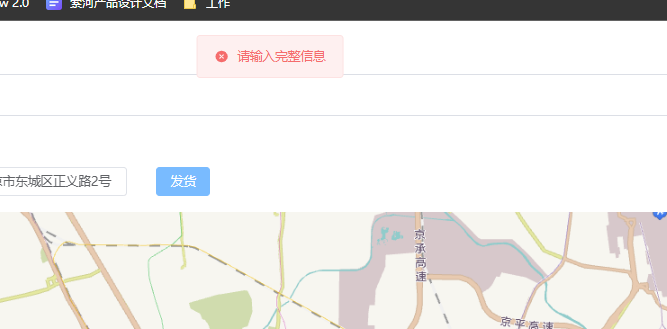 w 2.0 紫河产品设计文档 工作
请输入完整信息
京市东城区正义路2号 发货
京承高速
京平高速